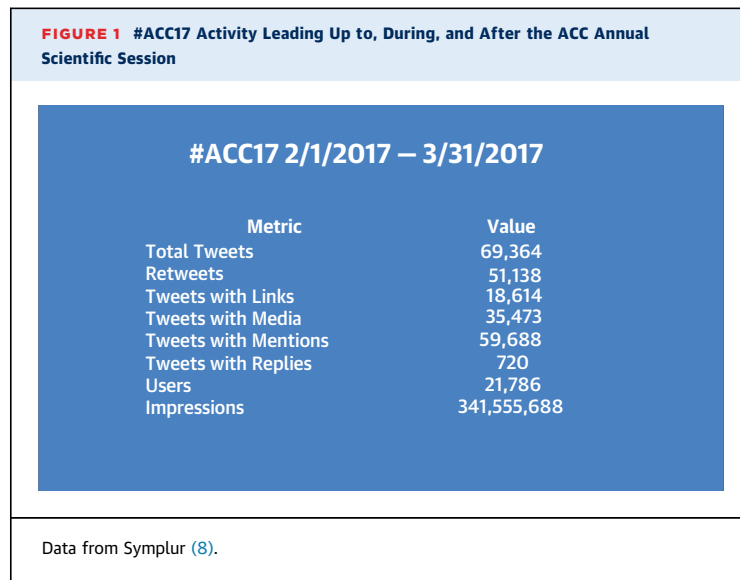 FIGURE 1 #ACC17 Activity Leading Up to, During, and After the ACC Annual
Scientific Session
#ACC17 2/1/2017 – 3/31/2017
Metric Value
Total Tweets 69,364
Retweets 51,138
Tweets with Links 18,614
Tweets with Media 35,473
Tweets with Mentions 59,688
Tweets with Replies 720
Users 21,786
Impressions 341,555,688
Data from Symplur (8).